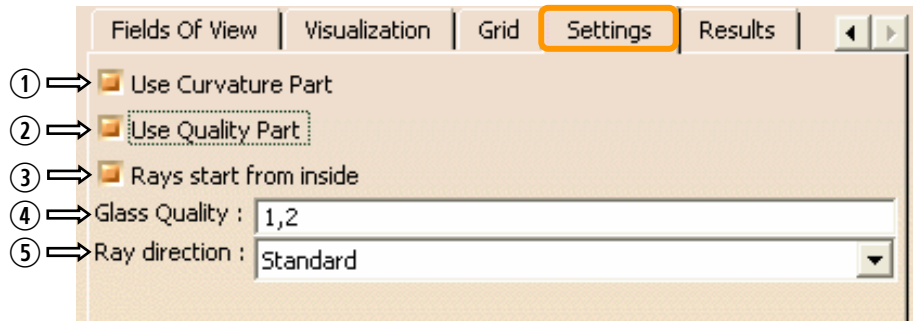 Fields Of View Visualization Grid Settings Results
① Use Curvature Part
② Use Quality Part
③ Rays start from inside
④ Glass Quality : 1,2
⑤ Ray direction : Standard